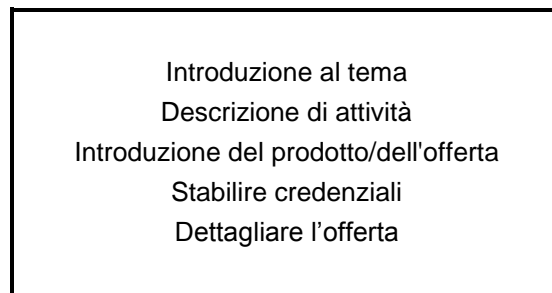 Introduzione al tema
Descrizione di attività
Introduzione del prodotto/dell'offerta
Stabilire credenziali
Dettagliare l’offerta